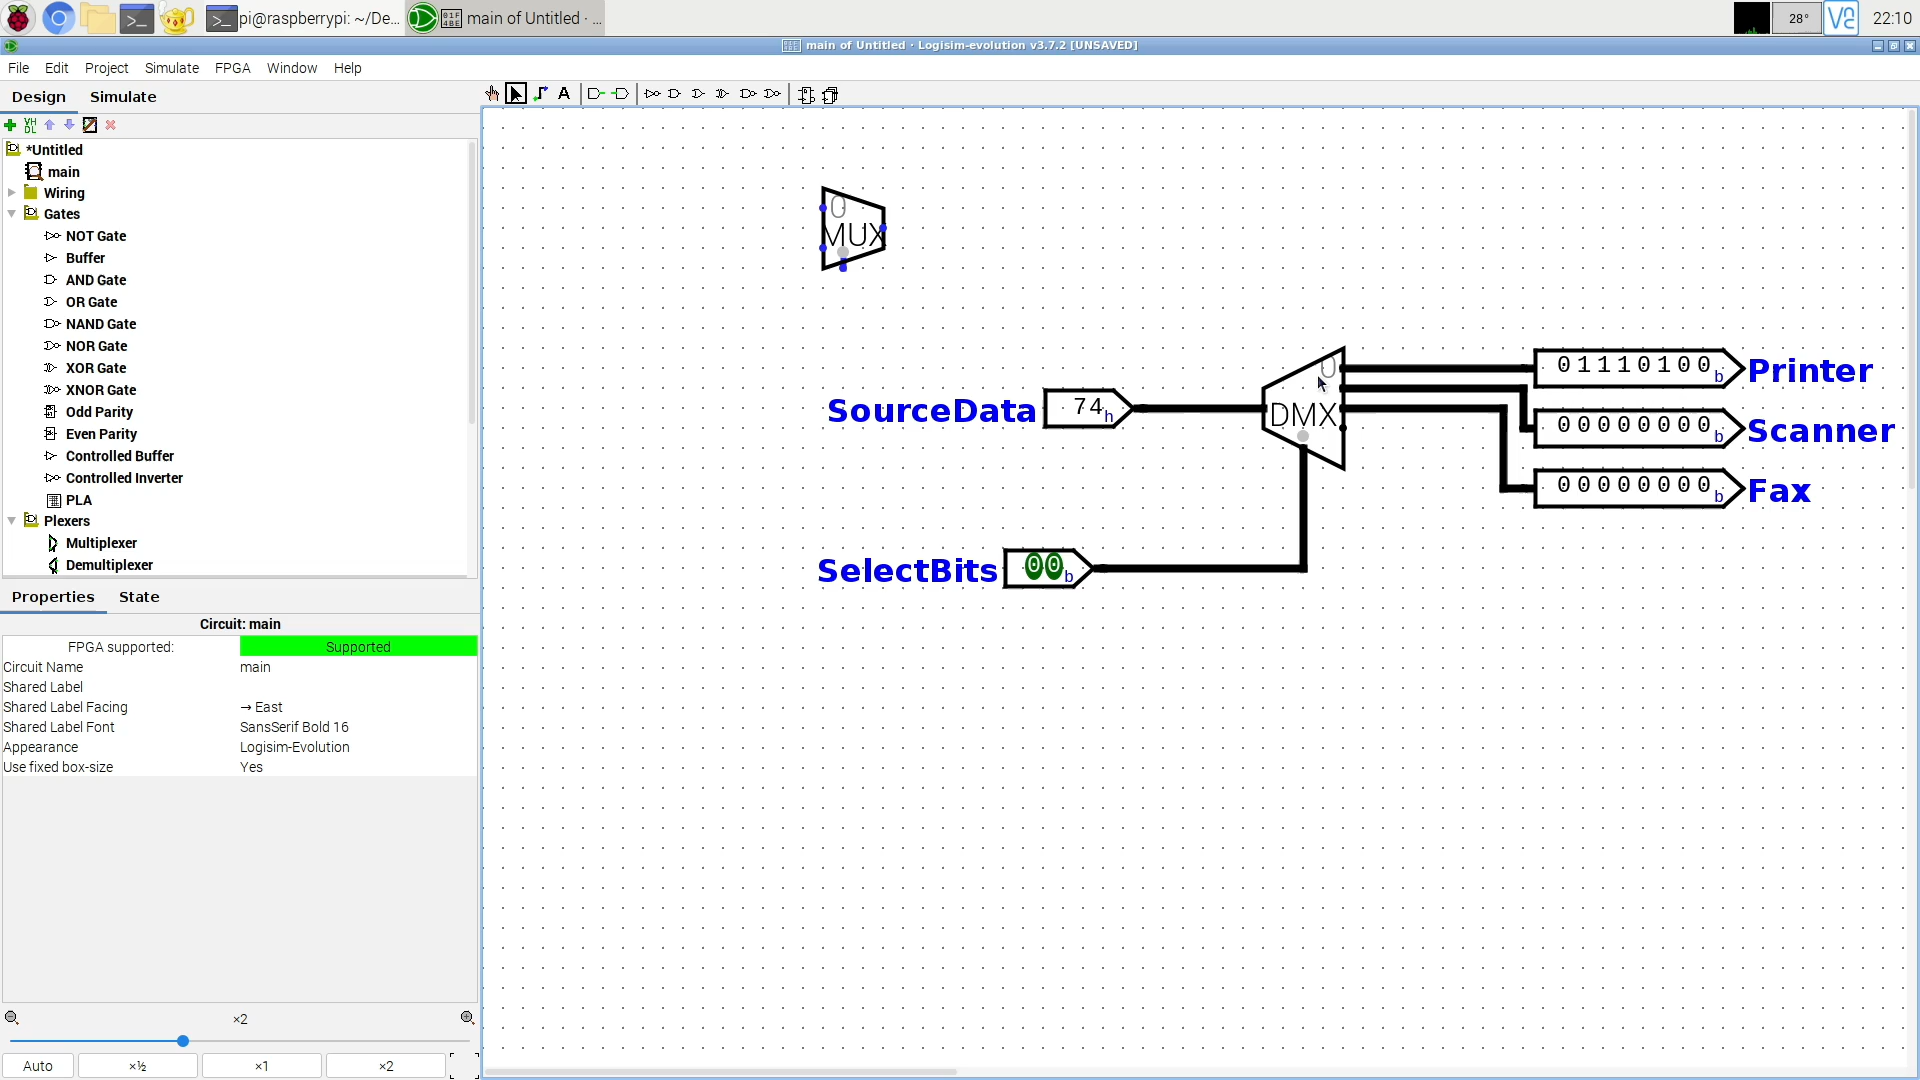 pi@raspberrypi: ~/De...
main of Untitled · ...
28°
22:10
main of Untitled · Logisim-evolution v3.7.2 [UNSAVED]
File Edit Project Simulate FPGA Window Help
Design Simulate
A
*Untitled
main
Wiring
Gates
NOT Gate
Buffer
AND Gate
OR Gate
NAND Gate
NOR Gate
XOR Gate
XNOR Gate
Odd Parity
Even Parity
Controlled Buffer
Controlled Inverter
PLA
Plexers
Multiplexer
Demultiplexer
Properties State
Circuit: main
FPGA supported: Supported
Circuit Name main
Shared Label
Shared Label Facing → East
Shared Label Font SansSerif Bold 16
Appearance Logisim-Evolution
Use fixed box-size Yes
×2
Auto ×½ ×1 ×2
0
MUX
SourceData 74h
0
DMX
01110100b Printer
00000000b Scanner
00000000b Fax
SelectBits 00b